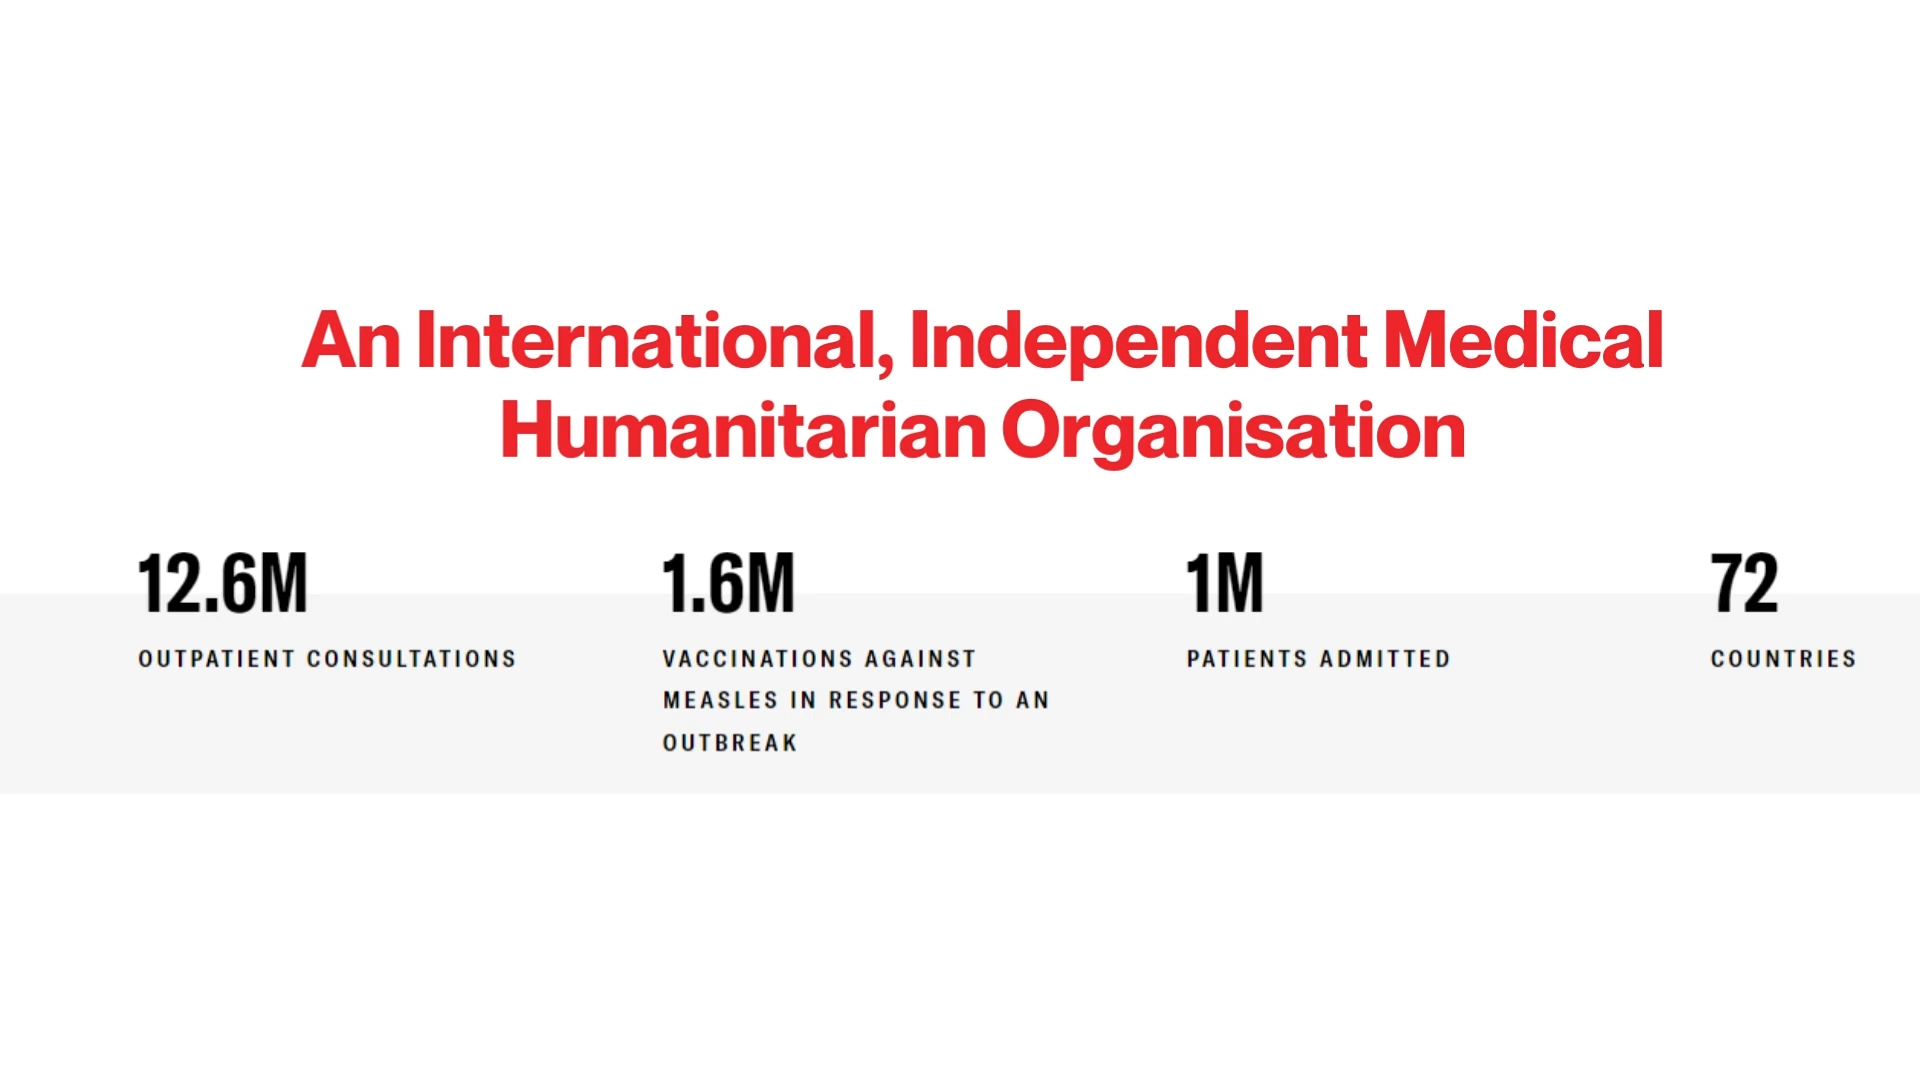 An International, Independent Medical
Humanitarian Organisation
12.6M
OUTPATIENT CONSULTATIONS
1.6M
VACCINATIONS AGAINST
MEASLES IN RESPONSE TO AN
OUTBREAK
1M
PATIENTS ADMITTED
72
COUNTRIES